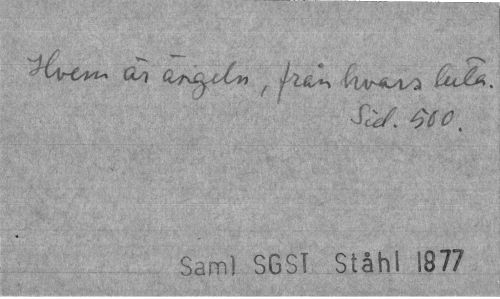 Hvem är ängeln, från hvars luta.
Sid. 500.
Saml SGST Ståhl 1877